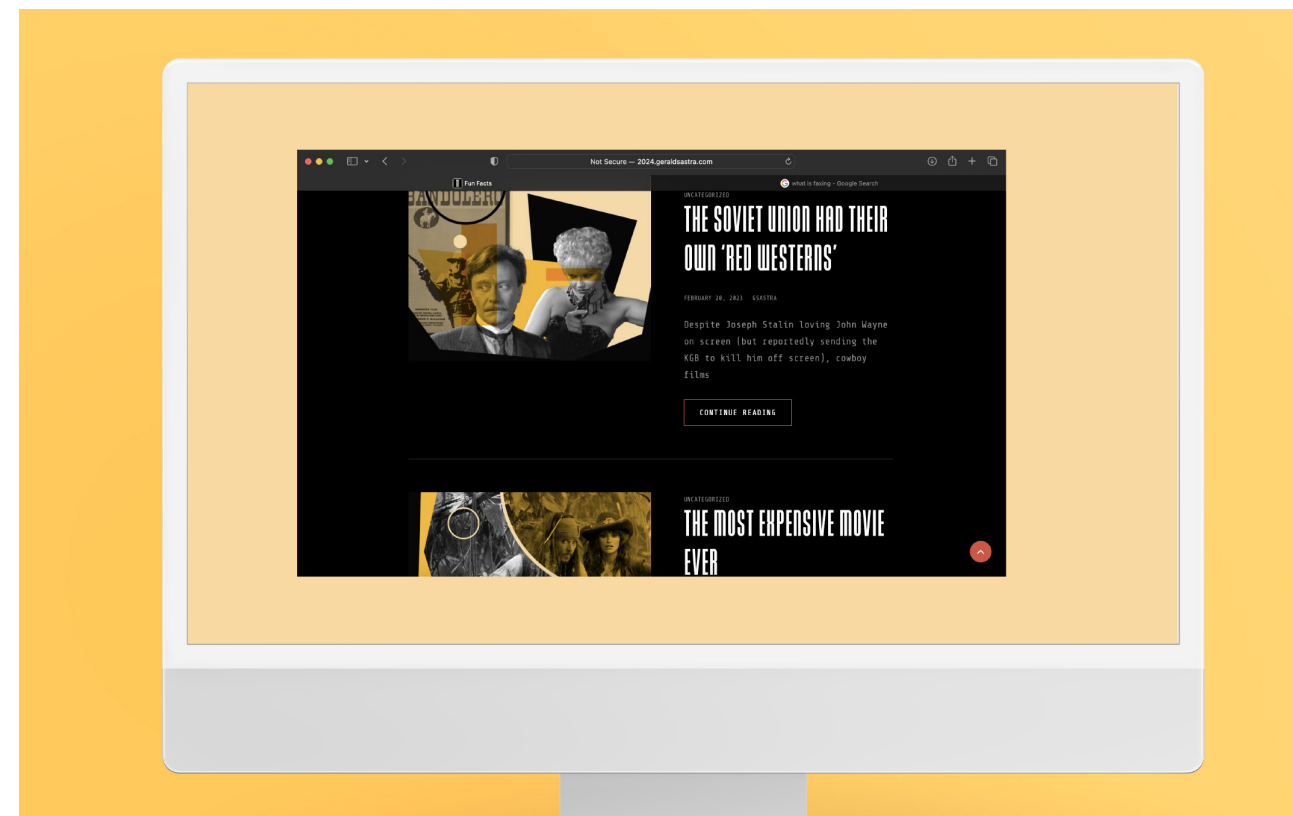 Not Secure — 2024.geraldsastra.com
Fun Facts
what is faxing - Google Search
BANDOLERO
UNCATEGORIZED
THE SOVIET UNION HAD THEIR
OWN ‘RED WESTERNS’
FEBRUARY 20, 2023 GSASTRA
Despite Joseph Stalin loving John Wayne
on screen (but reportedly sending the
KGB to kill him off screen), cowboy
films
CONTINUE READING
UNCATEGORIZED
THE MOST EXPENSIVE MOVIE
EVER